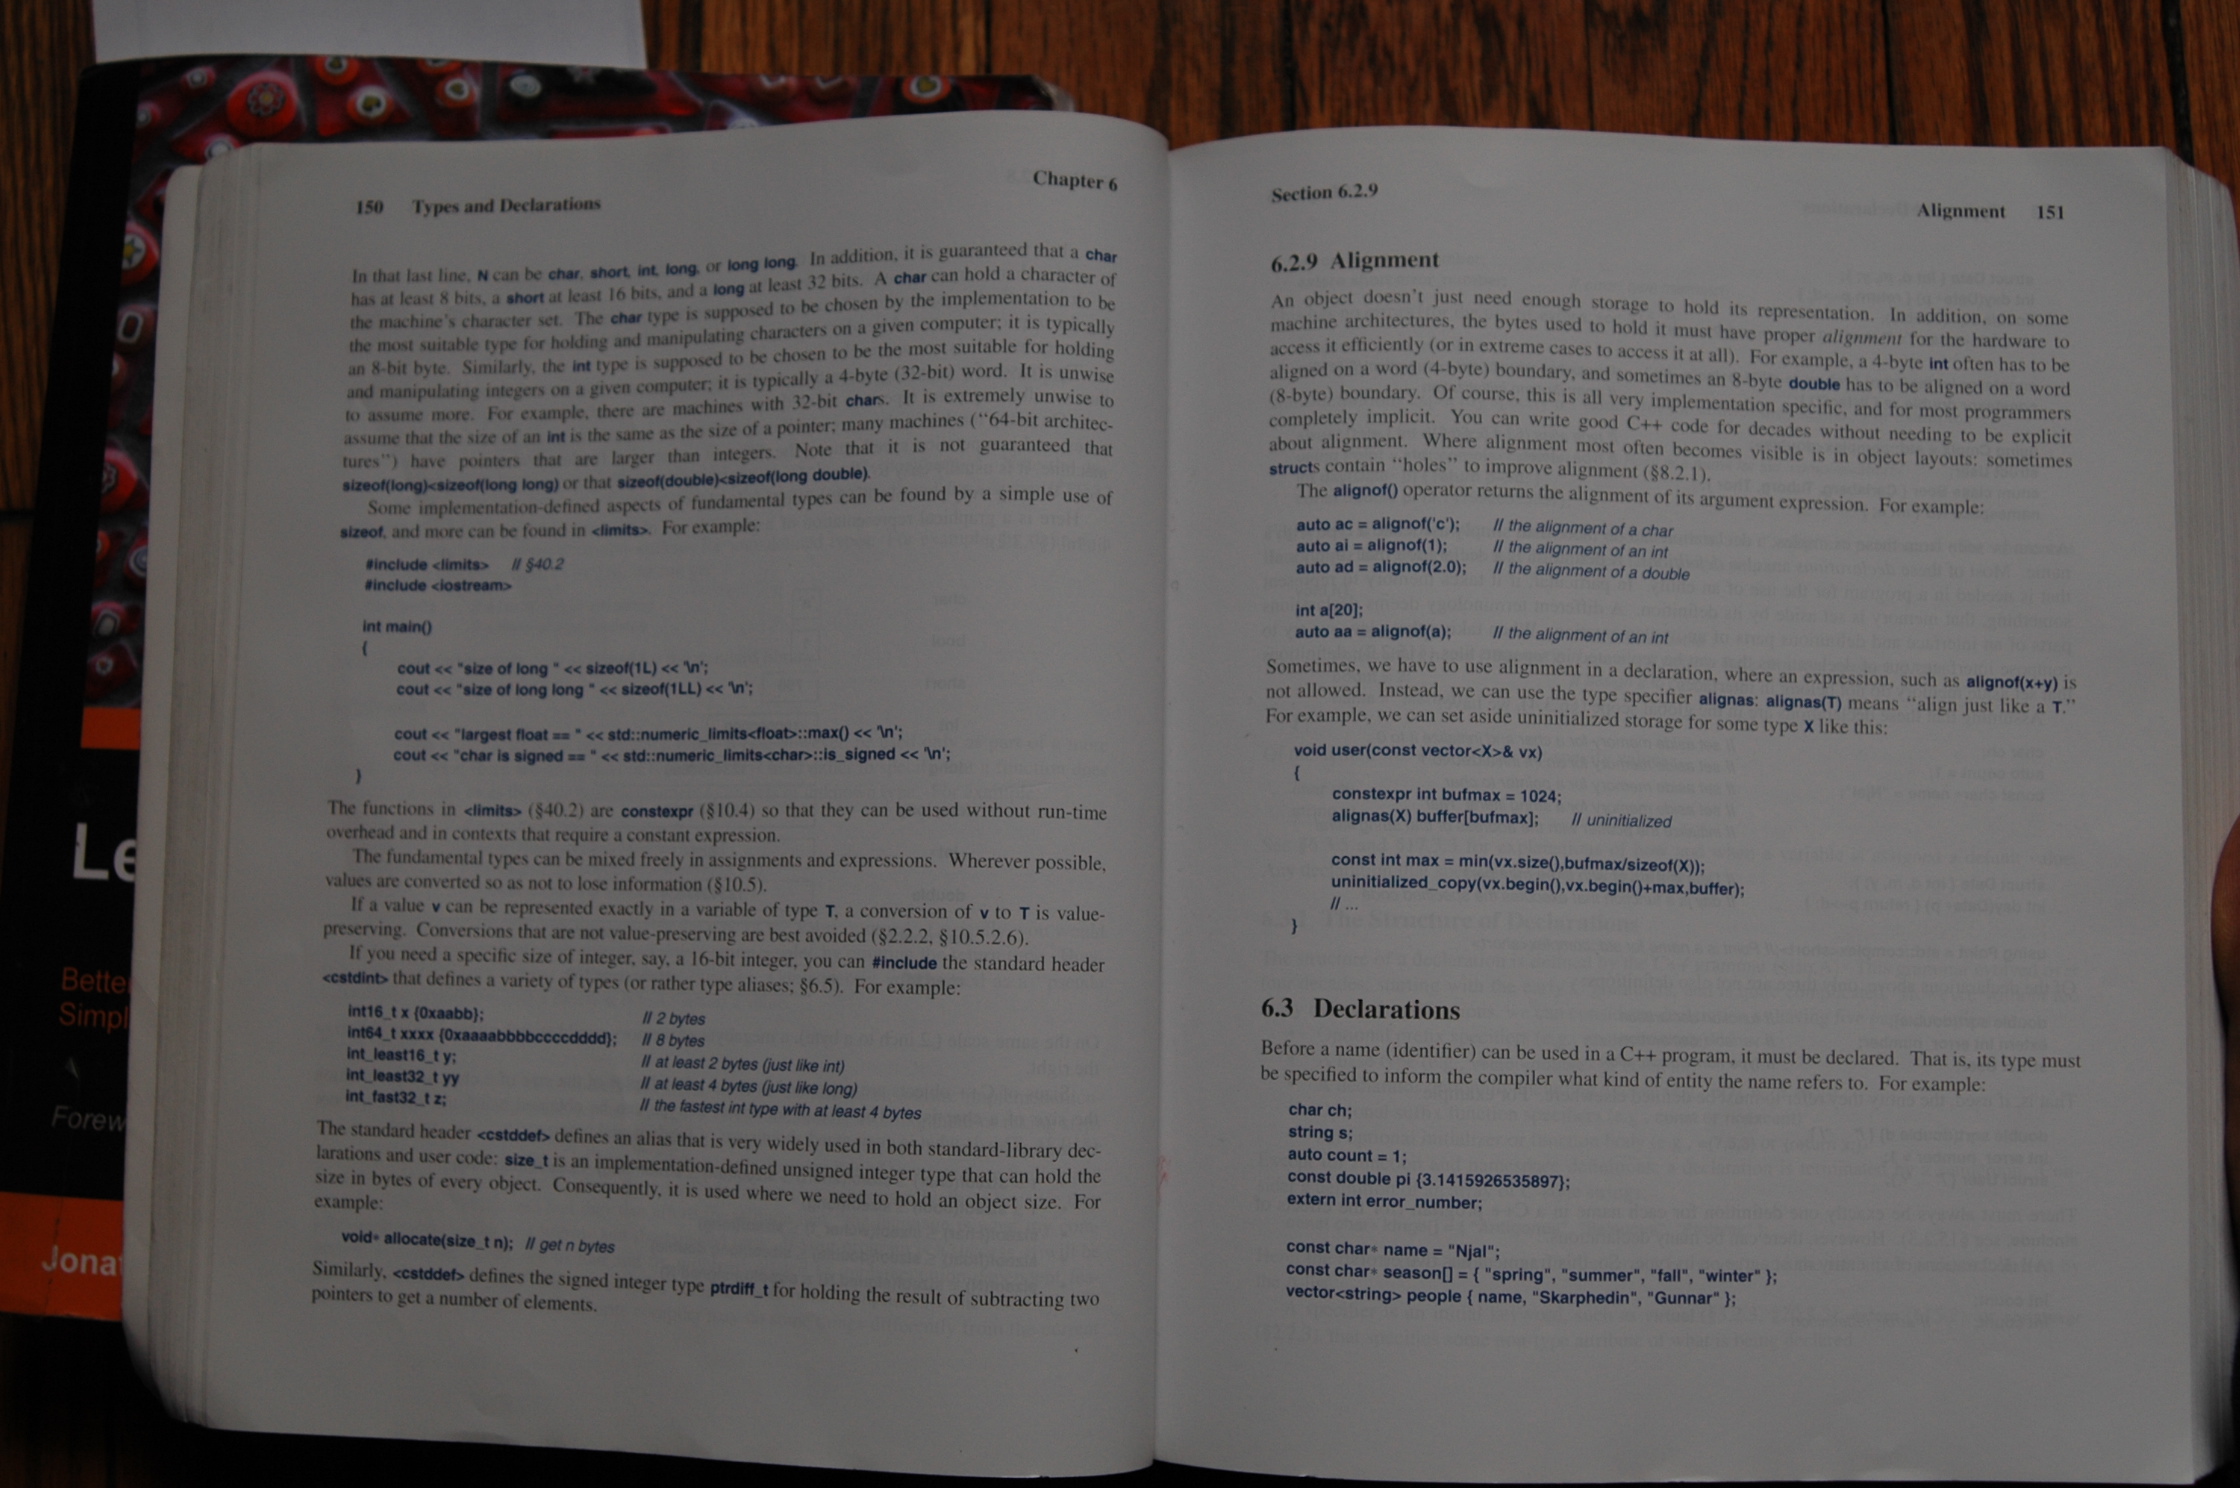 150 Types and Declarations Chapter 6
In that last line, N can be char, short, int, long, or long long. In addition, it is guaranteed that a char
has at least 8 bits, a short at least 16 bits, and a long at least 32 bits. A char can hold a character of
the machine's character set. The char type is supposed to be chosen by the implementation to be
the most suitable type for holding and manipulating characters on a given computer; it is typically
an 8-bit byte. Similarly, the int type is supposed to be chosen to be the most suitable for holding
and manipulating integers on a given computer; it is typically a 4-byte (32-bit) word. It is unwise
to assume more. For example, there are machines with 32-bit chars. It is extremely unwise to
assume that the size of an int is the same as the size of a pointer; many machines (“64-bit architec-
tures”) have pointers that are larger than integers. Note that it is not guaranteed that
sizeof(long)<sizeof(long long) or that sizeof(double)<sizeof(long double).
Some implementation-defined aspects of fundamental types can be found by a simple use of
sizeof, and more can be found in <limits>. For example:
#include <limits> // §40.2
#include <iostream>
int main()
{
cout << "size of long " << sizeof(1L) << '\n';
cout << "size of long long " << sizeof(1LL) << '\n';
cout << "largest float == " << std::numeric_limits<float>::max() << '\n';
cout << "char is signed == " << std::numeric_limits<char>::is_signed << '\n';
}
The functions in <limits> (§40.2) are constexpr (§10.4) so that they can be used without run-time
overhead and in contexts that require a constant expression.
The fundamental types can be mixed freely in assignments and expressions. Wherever possible,
values are converted so as not to lose information (§10.5).
If a value v can be represented exactly in a variable of type T, a conversion of v to T is value-
preserving. Conversions that are not value-preserving are best avoided (§2.2.2, §10.5.2.6).
If you need a specific size of integer, say, a 16-bit integer, you can #include the standard header
<cstdint> that defines a variety of types (or rather type aliases; §6.5). For example:
int16_t x {0xaabb}; // 2 bytes
int64_t xxxx {0xaaaabbbbccccdddd}; // 8 bytes
int_least16_t y; // at least 2 bytes (just like int)
int_least32_t yy // at least 4 bytes (just like long)
int_fast32_t z; // the fastest int type with at least 4 bytes
The standard header <cstddef> defines an alias that is very widely used in both standard-library dec-
larations and user code: size_t is an implementation-defined unsigned integer type that can hold the
size in bytes of every object. Consequently, it is used where we need to hold an object size. For
example:
void* allocate(size_t n); // get n bytes
Similarly, <cstddef> defines the signed integer type ptrdiff_t for holding the result of subtracting two
pointers to get a number of elements.
Section 6.2.9 Alignment 151
6.2.9 Alignment
An object doesn't just need enough storage to hold its representation. In addition, on some
machine architectures, the bytes used to hold it must have proper alignment for the hardware to
access it efficiently (or in extreme cases to access it at all). For example, a 4-byte int often has to be
aligned on a word (4-byte) boundary, and sometimes an 8-byte double has to be aligned on a word
(8-byte) boundary. Of course, this is all very implementation specific, and for most programmers
completely implicit. You can write good C++ code for decades without needing to be explicit
about alignment. Where alignment most often becomes visible is in object layouts: sometimes
structs contain “holes” to improve alignment (§8.2.1).
The alignof() operator returns the alignment of its argument expression. For example:
auto ac = alignof('c'); // the alignment of a char
auto ai = alignof(1); // the alignment of an int
auto ad = alignof(2.0); // the alignment of a double
int a[20];
auto aa = alignof(a); // the alignment of an int
Sometimes, we have to use alignment in a declaration, where an expression, such as alignof(x+y) is
not allowed. Instead, we can use the type specifier alignas: alignas(T) means “align just like a T.”
For example, we can set aside uninitialized storage for some type X like this:
void user(const vector<X>& vx)
{
constexpr int bufmax = 1024;
alignas(X) buffer[bufmax]; // uninitialized
const int max = min(vx.size(),bufmax/sizeof(X));
uninitialized_copy(vx.begin(),vx.begin()+max,buffer);
// ...
}
6.3 Declarations
Before a name (identifier) can be used in a C++ program, it must be declared. That is, its type must
be specified to inform the compiler what kind of entity the name refers to. For example:
char ch;
string s;
auto count = 1;
const double pi {3.1415926535897};
extern int error_number;
const char* name = "Njal";
const char* season[] = { "spring", "summer", "fall", "winter" };
vector<string> people { name, "Skarphedin", "Gunnar" };
Le
Bette
Simpl
Forew
Jona